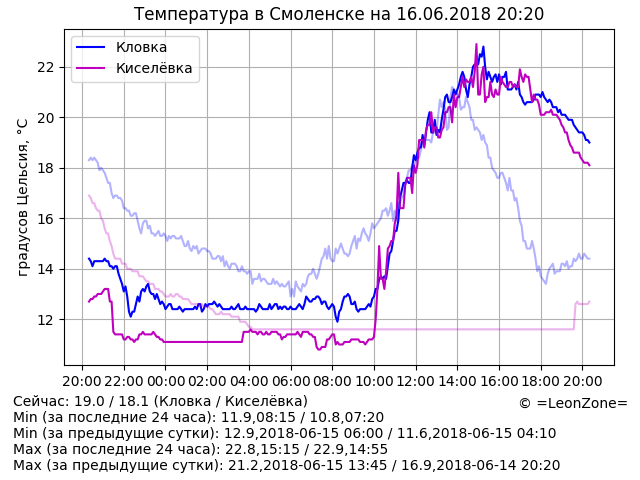 Температура в Смоленске на 16.06.2018 20:20
Кловка
Киселёвка
градусов Цельсия, °C
22
20
18
16
14
12
20:00 22:00 00:00 02:00 04:00 06:00 08:00 10:00 12:00 14:00 16:00 18:00 20:00
Сейчас: 19.0 / 18.1 (Кловка / Киселёвка)
© =LeonZone=
Min (за последние 24 часа): 11.9,08:15 / 10.8,07:20
Min (за предыдущие сутки): 12.9,2018-06-15 06:00 / 11.6,2018-06-15 04:10
Max (за последние 24 часа): 22.8,15:15 / 22.9,14:55
Max (за предыдущие сутки): 21.2,2018-06-15 13:45 / 16.9,2018-06-14 20:20